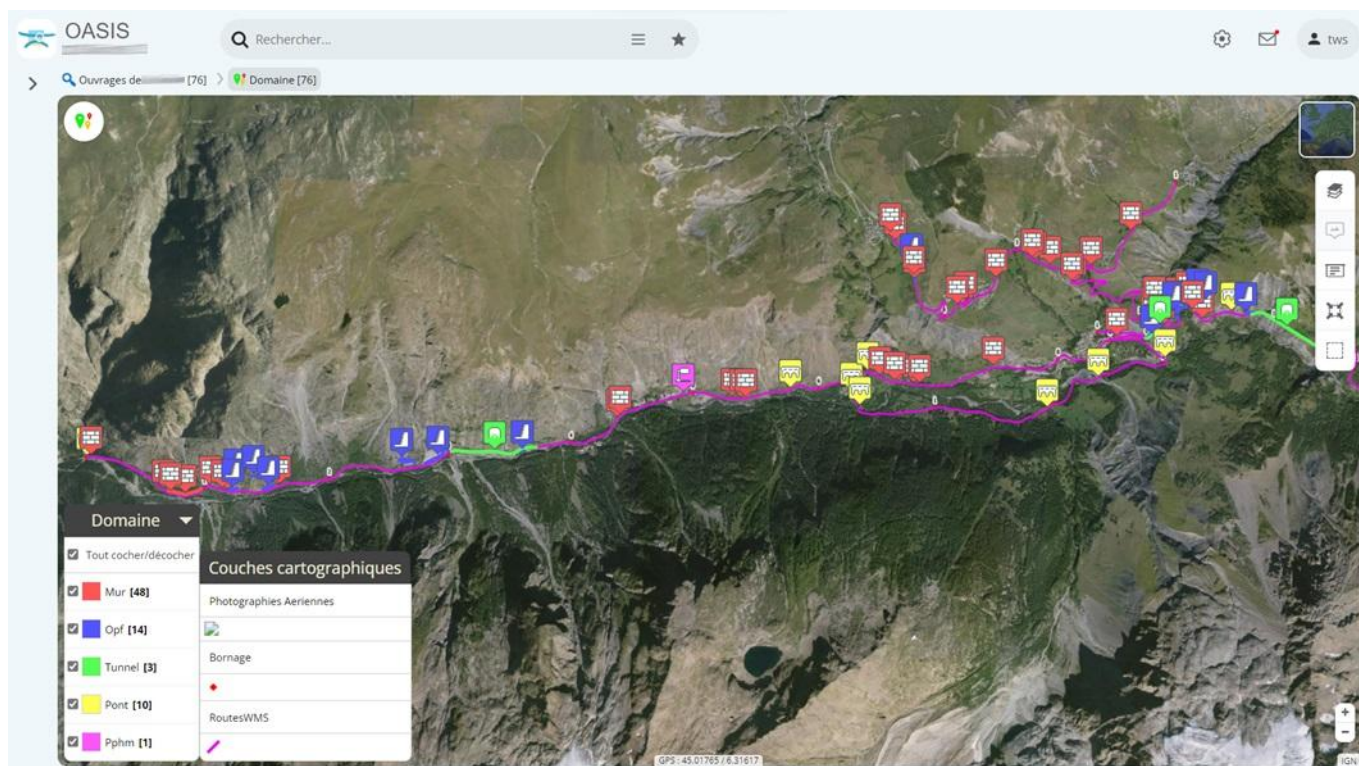 OASIS
Rechercher...
tws
Ouvrages de [76]
Domaine [76]
Domaine
Tout cocher/décocher
Mur [48]
Opf [14]
Tunnel [3]
Pont [10]
Pphm [1]
Couches cartographiques
Photographies Aeriennes
Bornage
RoutesWMS
+
-
GPS : 45.01765 / 6.31617
IGN